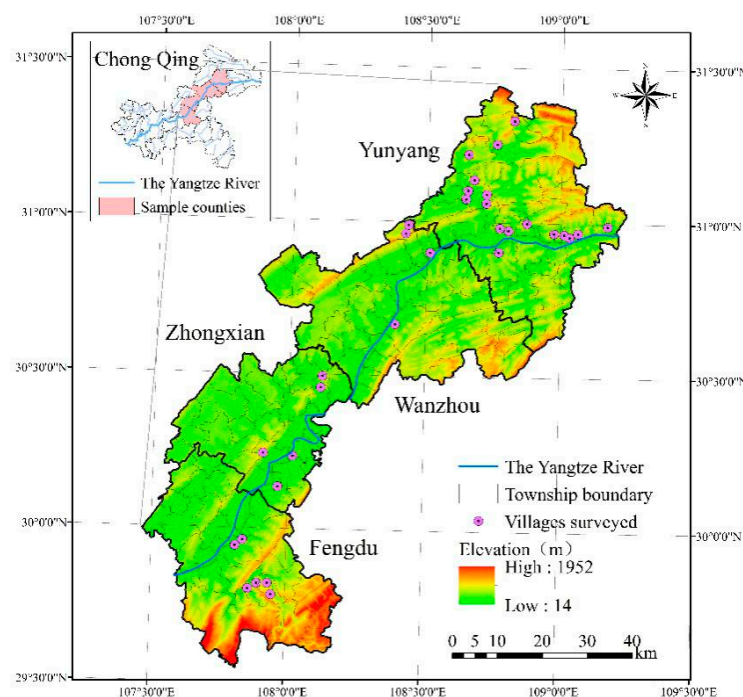 107°30'0"E 108°0'0"E 108°30'0"E 109°0'0"E
31°30'0"N
31°30'0"N
Chong Qing
N
W
E
S
Yunyang
The Yangtze River
Sample counties
31°0'0"N
31°0'0"N
Zhongxian
30°30'0"N
30°30'0"N
Wanzhou
The Yangtze River
Township boundary
Villages surveyed
30°0'0"N
30°0'0"N
Fengdu
Elevation（m）
High : 1952
Low : 14
0 5 10 20 30 40
km
29°30'0"N
107°30'0"E 108°0'0"E 108°30'0"E 109°0'0"E 109°30'0"E